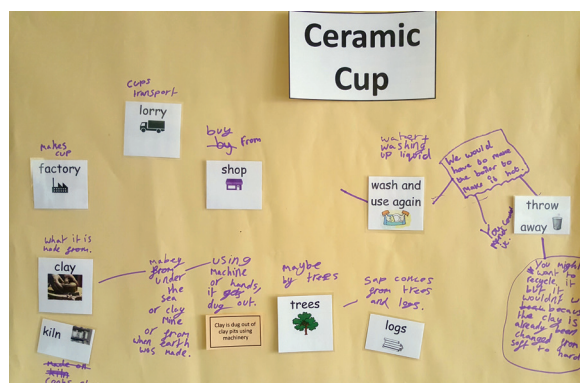 Ceramic
Cup
cups
transport
lorry
makes
cup
factory
buy
by from
shop
water +
washing
up liquid
wash and
use again
We would
have to
the boiler to
make it hot.
throw
away
What it is
made from.
clay
kiln
from under
the
sea
or clay
mine
or from
when earth
was made.
using
machine
or hands,
it get
dug out.
Clay is dug out of
clay pits using
machinery
maybe
by trees
trees
sap comes
from trees
and logs.
logs
You might
want to
recycle it
but it
wouldn't
because
the clay is
already been
changed from
soft to hard